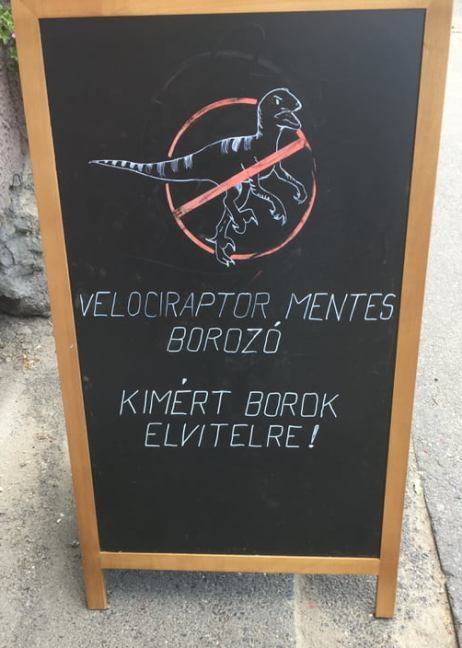 VELOCIRAPTOR MENTES
BOROZÓ
KIMÉRT BOROK
ELVITELRE!